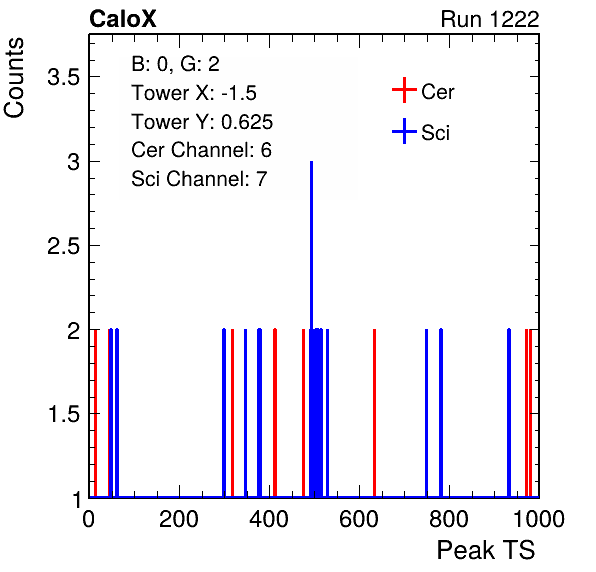 CaloX Run 1222
B: 0, G: 2
Tower X: -1.5
Tower Y: 0.625
Cer Channel: 6
Sci Channel: 7
Cer
Sci
Counts
3.5
3
2.5
2
1.5
1
0 200 400 600 800 1000
Peak TS